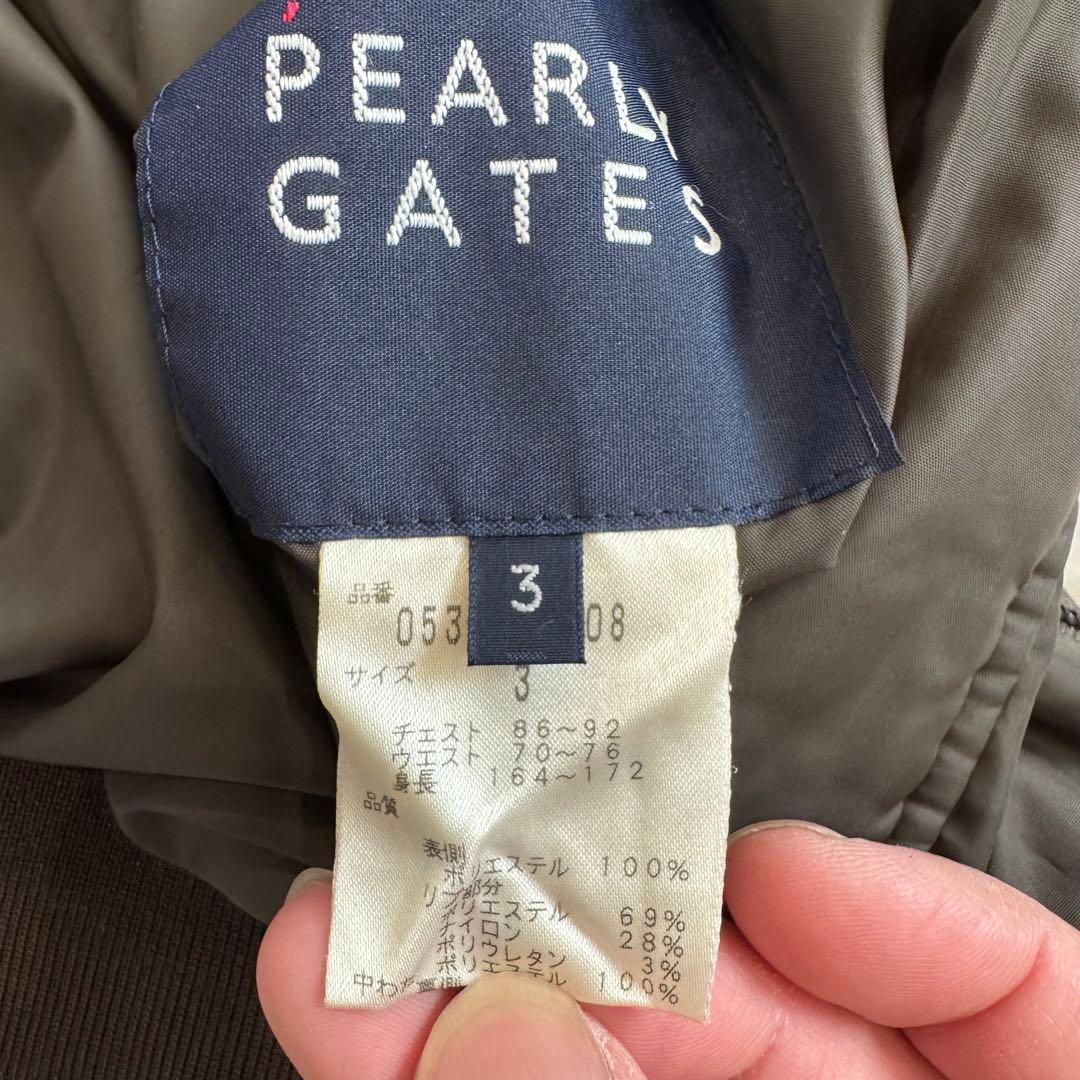 PEARLY
GATES
3
品番
053 08
サイズ
3
チェスト 86~92
ウエスト 70~76
身長 164~172
品質
表側
ポリエステル 100%
リブ部分
ポリエステル 69%
ナイロン 28%
ポリウレタン 3%
ポリエステル 100%